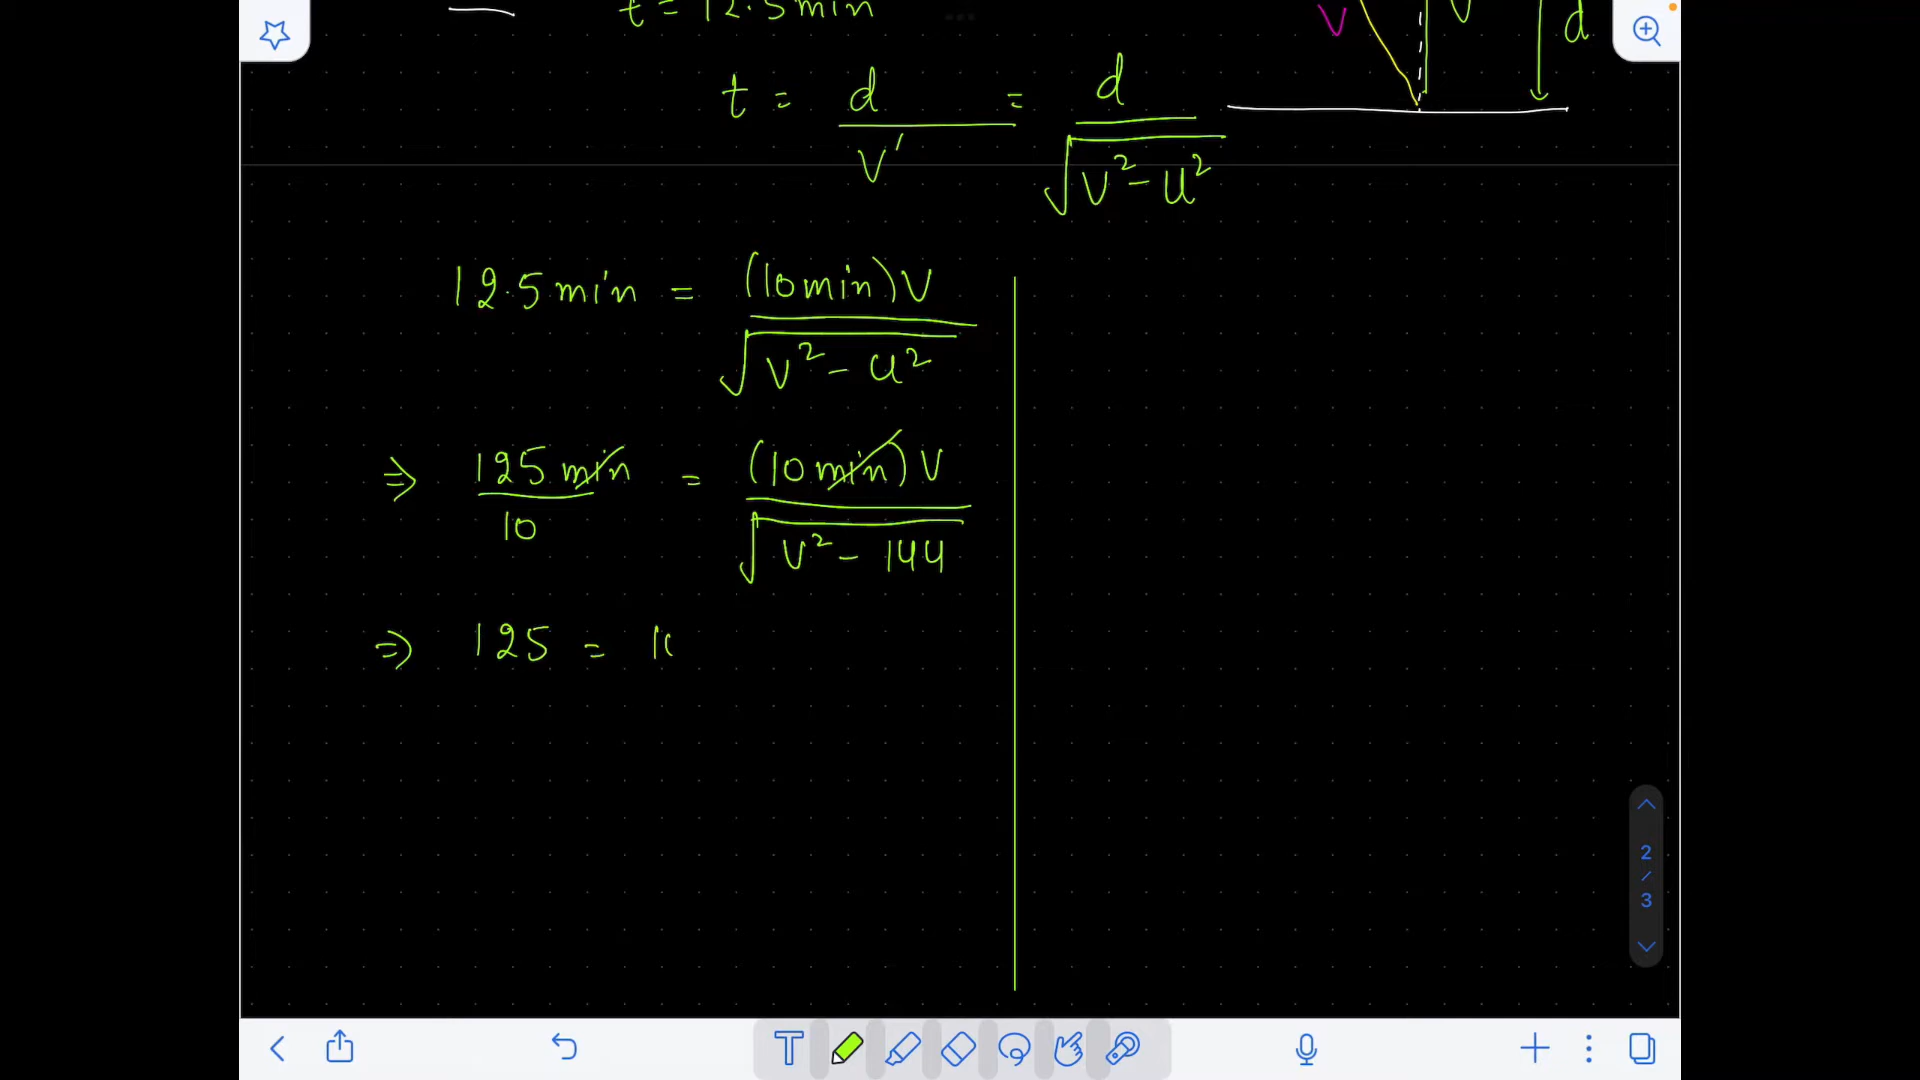 t = 12.5 min
V V d
t = d / V' = d / √(V² - U²)
12.5 min = (10 min) V / √(V² - U²)
⇒ 125 min / 10 = (10 min) V / √(V² - 144)
⇒ 125 = 10
2 / 3
T